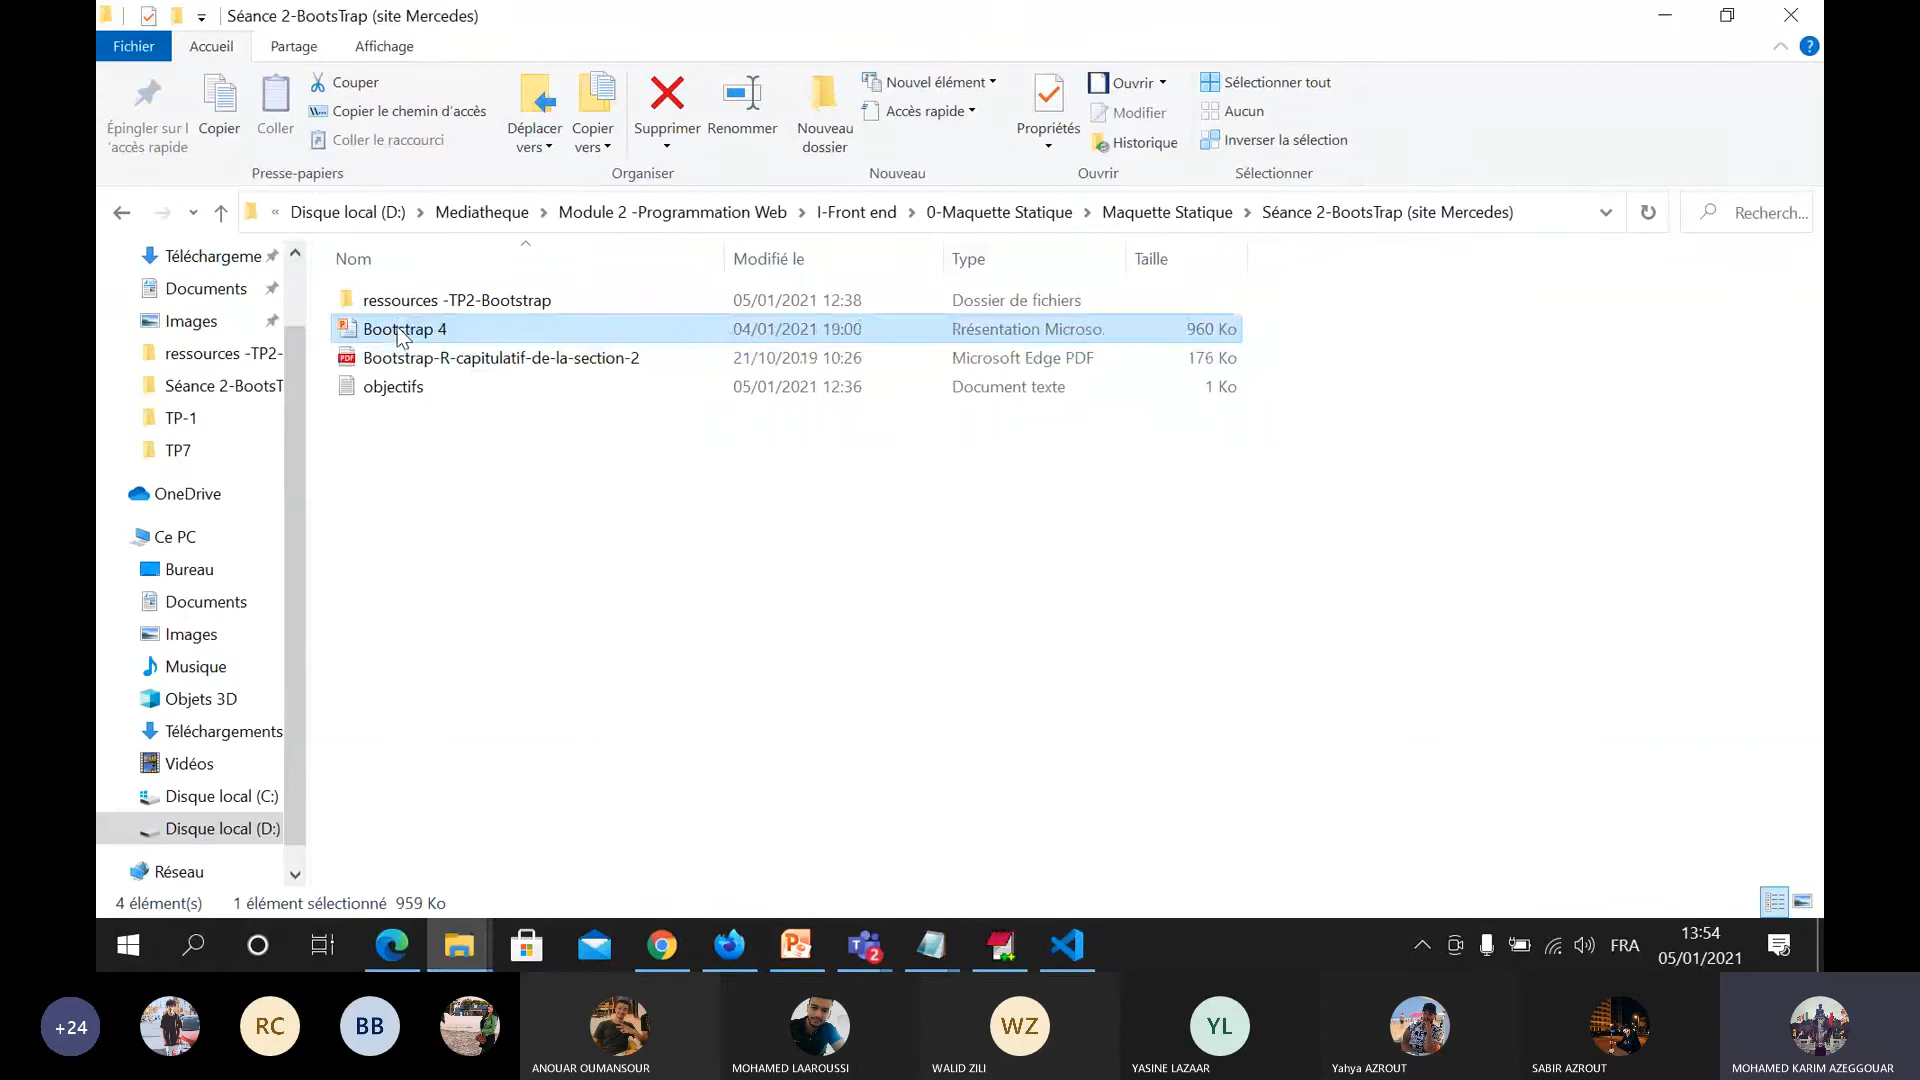 Séance 2-BootsTrap (site Mercedes)
Fichier Accueil Partage Affichage
Épingler sur l'accès rapide
Copier
Coller
Couper
Copier le chemin d'accès
Coller le raccourci
Déplacer vers
Copier vers
Supprimer
Renommer
Nouveau dossier
Nouvel élément
Accès rapide
Propriétés
Ouvrir
Modifier
Historique
Sélectionner tout
Aucun
Inverser la sélection
Presse-papiers Organiser Nouveau Ouvrir Sélectionner
« Disque local (D:) > Mediatheque > Module 2 -Programmation Web > I-Front end > 0-Maquette Statique > Maquette Statique > Séance 2-BootsTrap (site Mercedes)
Recherch...
Téléchargeme
Documents
Images
ressources -TP2-
Séance 2-BootsT
TP-1
TP7
OneDrive
Ce PC
Bureau
Documents
Images
Musique
Objets 3D
Téléchargements
Vidéos
Disque local (C:)
Disque local (D:)
Réseau
Nom Modifié le Type Taille
ressources -TP2-Bootstrap 05/01/2021 12:38 Dossier de fichiers
Bootstrap 4 04/01/2021 19:00 Rrésentation Microso. 960 Ko
PDF Bootstrap-R-capitulatif-de-la-section-2 21/10/2019 10:26 Microsoft Edge PDF 176 Ko
objectifs 05/01/2021 12:36 Document texte 1 Ko
4 élément(s) 1 élément sélectionné 959 Ko
2
FRA
13:54
05/01/2021
+24
RC
BB
WZ
YL
ANOUAR OUMANSOUR
MOHAMED LAAROUSSI
WALID ZILI
YASINE LAZAAR
Yahya AZROUT
SABIR AZROUT
MOHAMED KARIM AZEGGOUAR